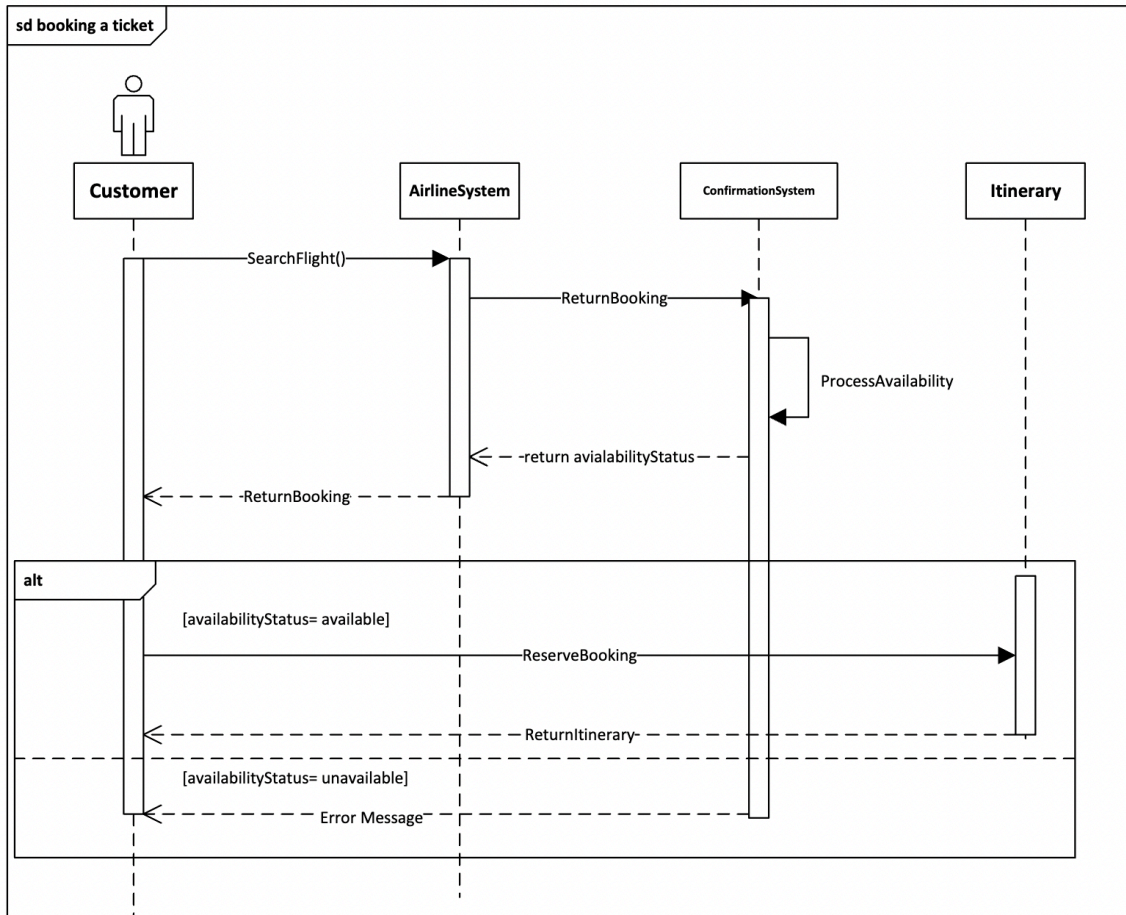 sd booking a ticket
Customer
AirlineSystem
ConfirmationSystem
Itinerary
SearchFlight()
ReturnBooking
ProcessAvailability
return avialabilityStatus
ReturnBooking
alt
[availabilityStatus= available]
ReserveBooking
ReturnItinerary
[availabilityStatus= unavailable]
Error Message